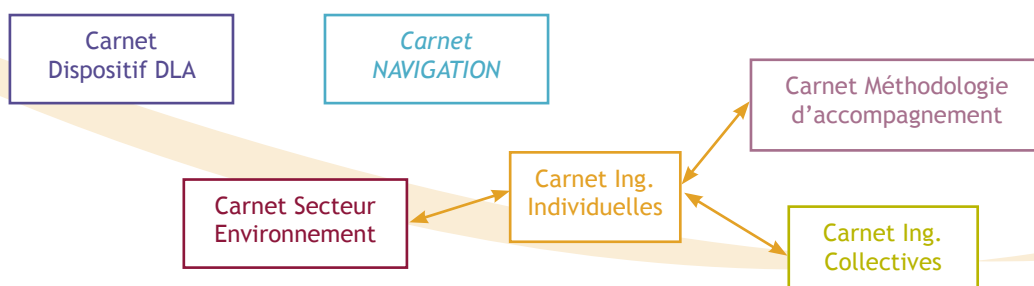 Carnet
Dispositif DLA
Carnet
NAVIGATION
Carnet Méthodologie
d’accompagnement
Carnet Ing.
Individuelles
Carnet Secteur
Environnement
Carnet Ing.
Collectives